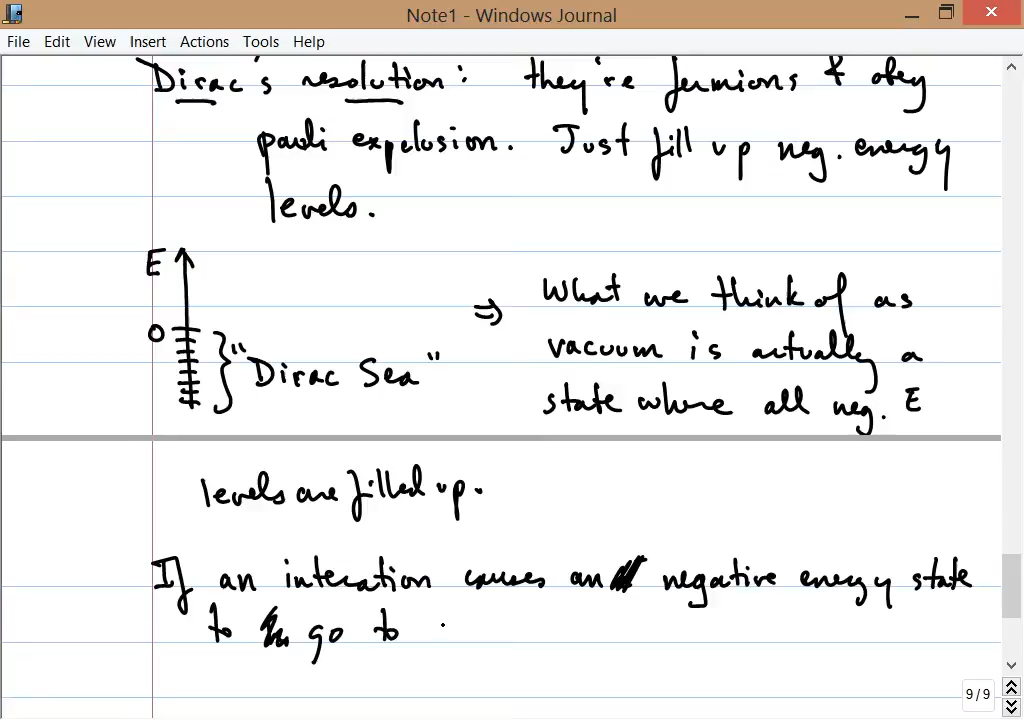 Note1 - Windows Journal
File Edit View Insert Actions Tools Help
Dirac's resolution: they're fermions & obey
pauli expclusion. Just fill up neg. energy
levels.
E
0
"Dirac Sea"
⇒ What we think of as
vacuum is actually a
state where all neg. E
levels are filled up.
If an interation causes an negative energy state
to go to
9/9